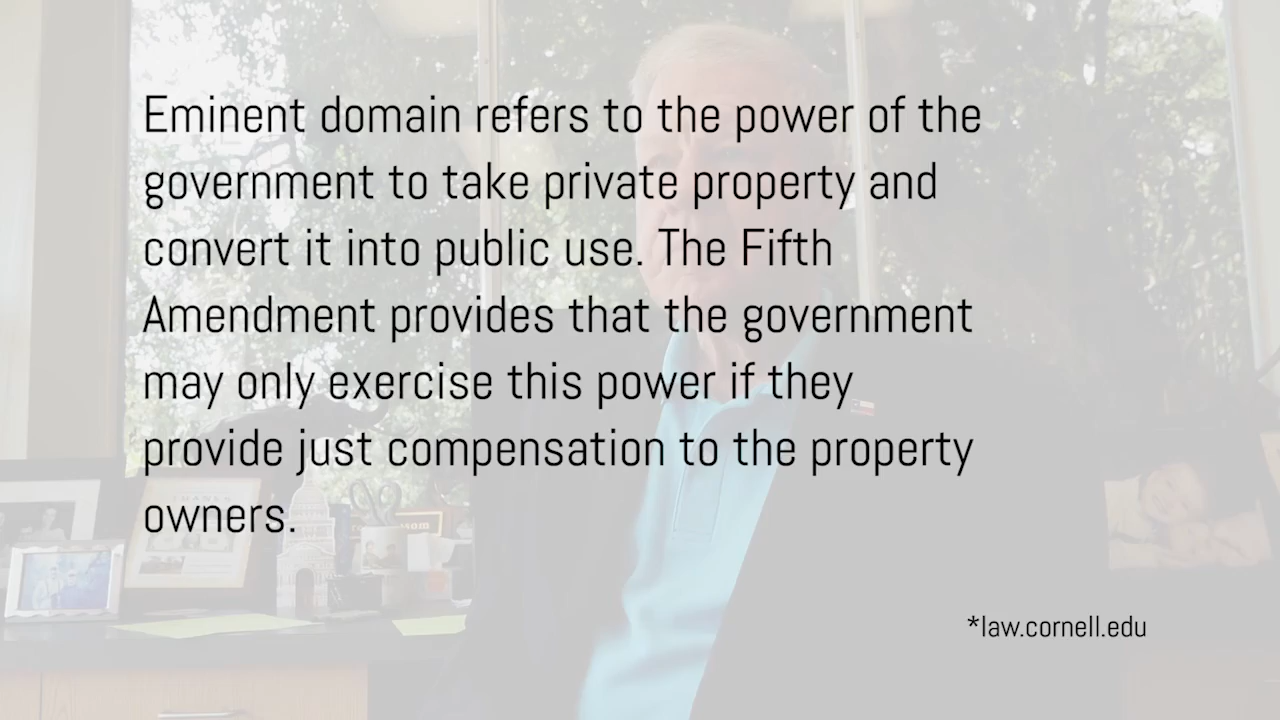 Eminent domain refers to the power of the
government to take private property and
convert it into public use. The Fifth
Amendment provides that the government
may only exercise this power if they
provide just compensation to the property
owners.
*law.cornell.edu